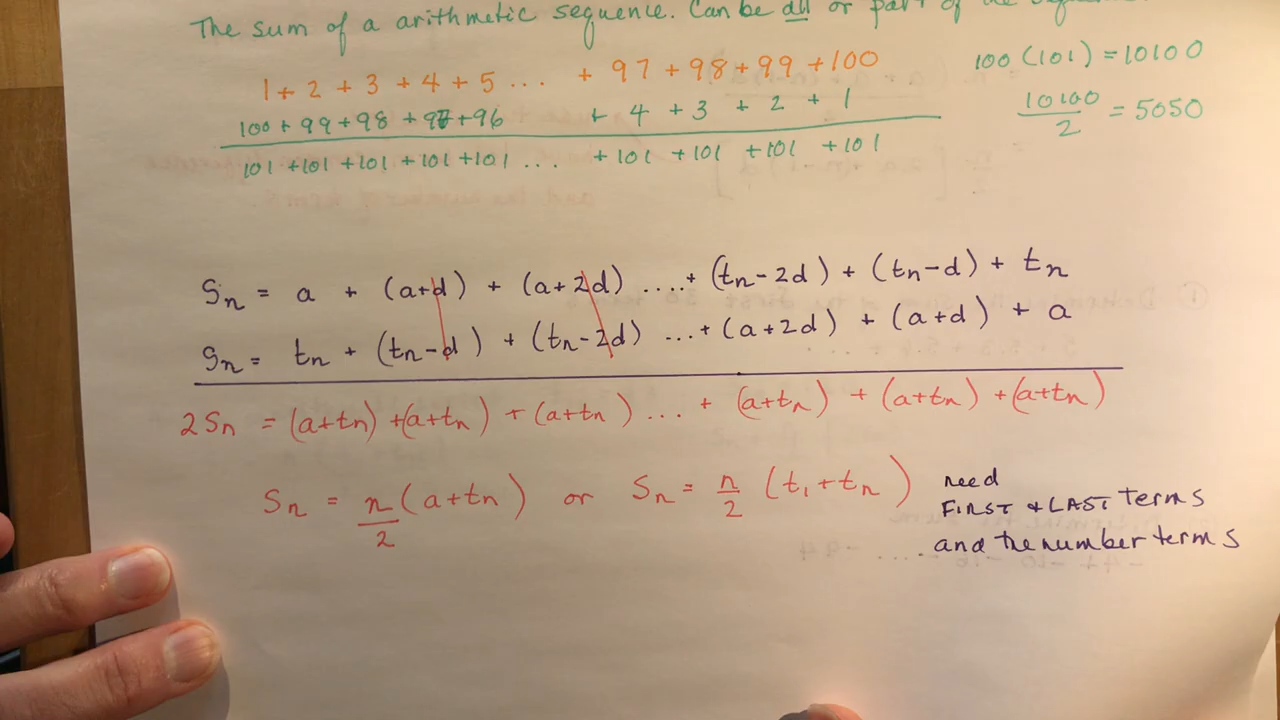 The sum of a arithmetic sequence. Can be all or part of the
1 + 2 + 3 + 4 + 5 ... + 97 + 98 + 99 + 100
100 + 99 + 98 + 97 + 96 + 4 + 3 + 2 + 1
101 + 101 + 101 + 101 + 101 ... + 101 + 101 + 101 + 101
100 (101) = 10100
10100/2 = 5050
Sn = a + (a+d) + (a+2d) ....+ (tn-2d) + (tn-d) + tn
Sn = tn + (tn-d) + (tn-2d) ...+ (a+2d) + (a+d) + a
2Sn = (a+tn) + (a+tn) + (a+tn) ... + (a+tn) + (a+tn) + (a+tn)
Sn = n/2 (a+tn) or Sn = n/2 (t1+tn)
need
FIRST & LAST terms
and the number terms